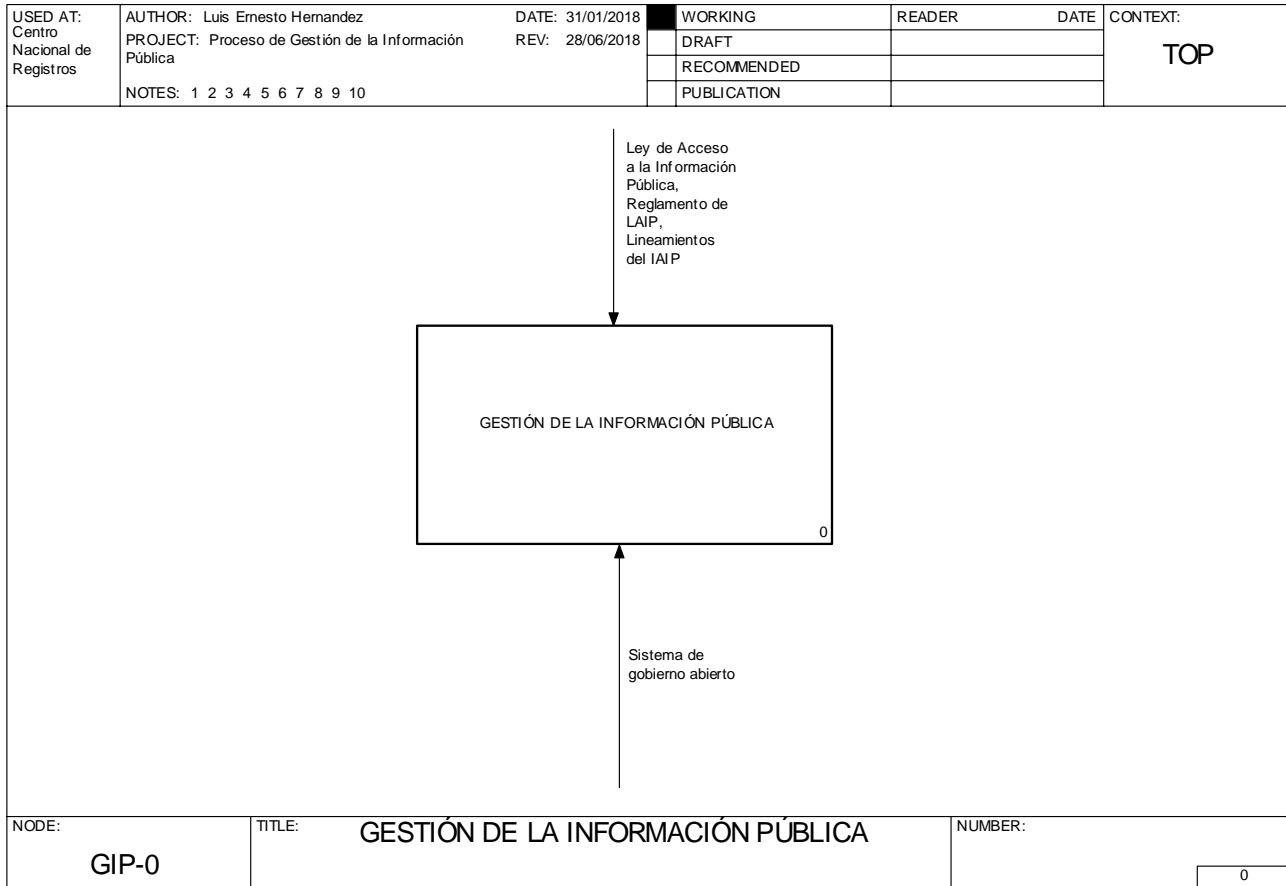 USED AT:
Centro
Nacional de
Registros
AUTHOR: Luis Ernesto Hernandez
DATE: 31/01/2018
PROJECT: Proceso de Gestión de la Información
Pública
REV: 28/06/2018
NOTES: 1 2 3 4 5 6 7 8 9 10
WORKING
DRAFT
RECOMMENDED
PUBLICATION
READER DATE
CONTEXT:
TOP
Ley de Acceso
a la Información
Pública,
Reglamento de
LAIP,
Lineamientos
del IAIP
GESTIÓN DE LA INFORMACIÓN PÚBLICA
0
Sistema de
gobierno abierto
NODE:
GIP-0
TITLE:
GESTIÓN DE LA INFORMACIÓN PÚBLICA
NUMBER:
0